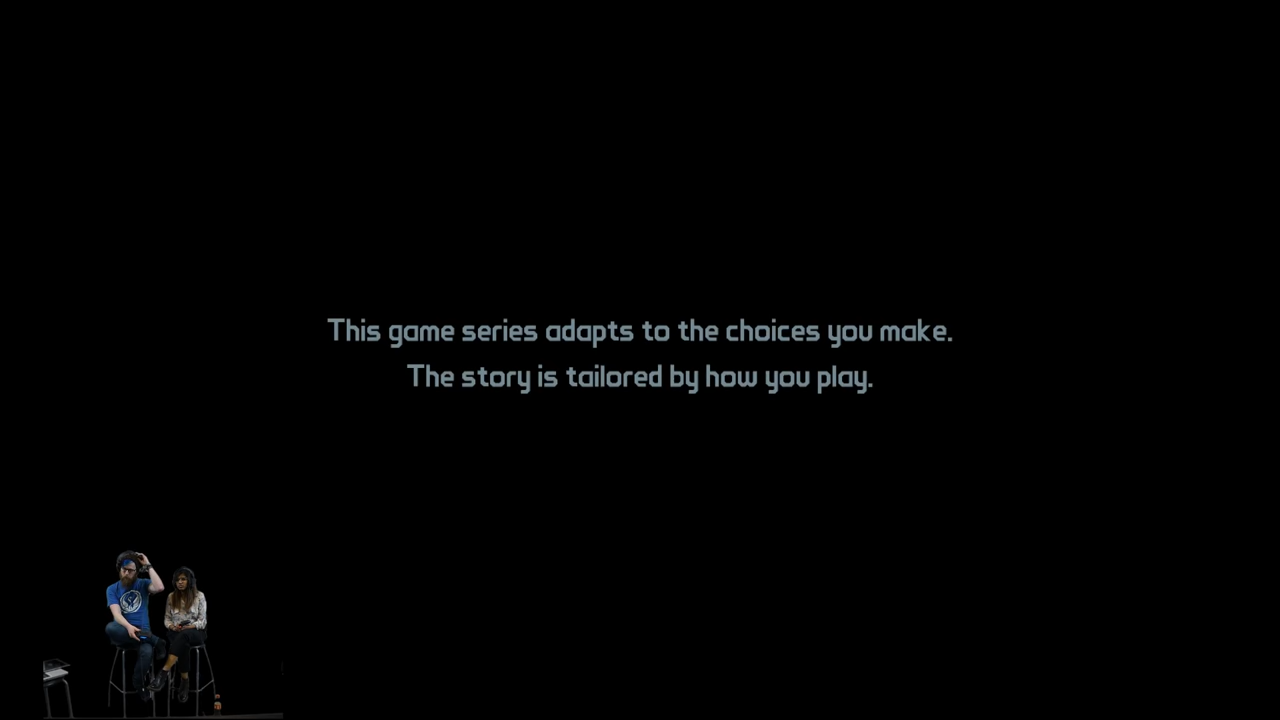 This game series adapts to the choices you make.
The story is tailored by how you play.